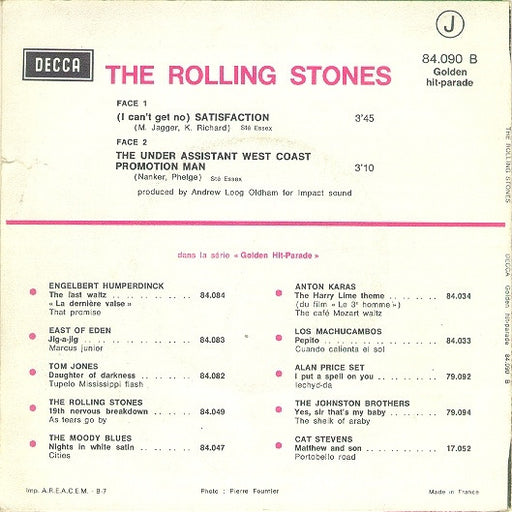 J
DECCA
THE ROLLING STONES
84.090 B
Golden
hit-parade
FACE 1
(I can't get no) SATISFACTION 3'45
(M. Jagger, K. Richard) Sté Essex
FACE 2
THE UNDER ASSISTANT WEST COAST
PROMOTION MAN 3'10
(Nanker, Phelge) Sté Essex
produced by Andrew Loog Oldham for Impact sound
dans la série « Golden Hit-Parade »
ENGELBERT HUMPERDINCK
The last waltz . . . . . . . . . . 84.084
« La dernière valse »
That promise
EAST OF EDEN
Jig-a-jig . . . . . . . . . . . . . . 84.083
Marcus junior
TOM JONES
Daughter of darkness . . . . . . . 84.082
Tupelo Mississippi flash
THE ROLLING STONES
19th nervous breakdown . . . . . . 84.049
As tears go by
THE MOODY BLUES
Nights in white satin . . . . . . . 84.047
Cities
ANTON KARAS
The Harry Lime theme . . . . . . . 84.034
(du film « Le 3e homme »)
The café Mozart waltz
LOS MACHUCAMBOS
Pepito . . . . . . . . . . . . . . . 84.033
Cuando calienta el sol
ALAN PRICE SET
I put a spell on you . . . . . . . . 79.092
Iechyd-da
THE JOHNSTON BROTHERS
Yes, sir that's my baby . . . . . . 79.094
The sheik of araby
CAT STEVENS
Matthew and son . . . . . . . . . . 17.052
Portobello road
Imp. A.R.E.A.C.E.M. - B-7
Photo : Pierre Fournier
Made in France
THE ROLLING STONES DECCA Golden hit-parade 84.090 B